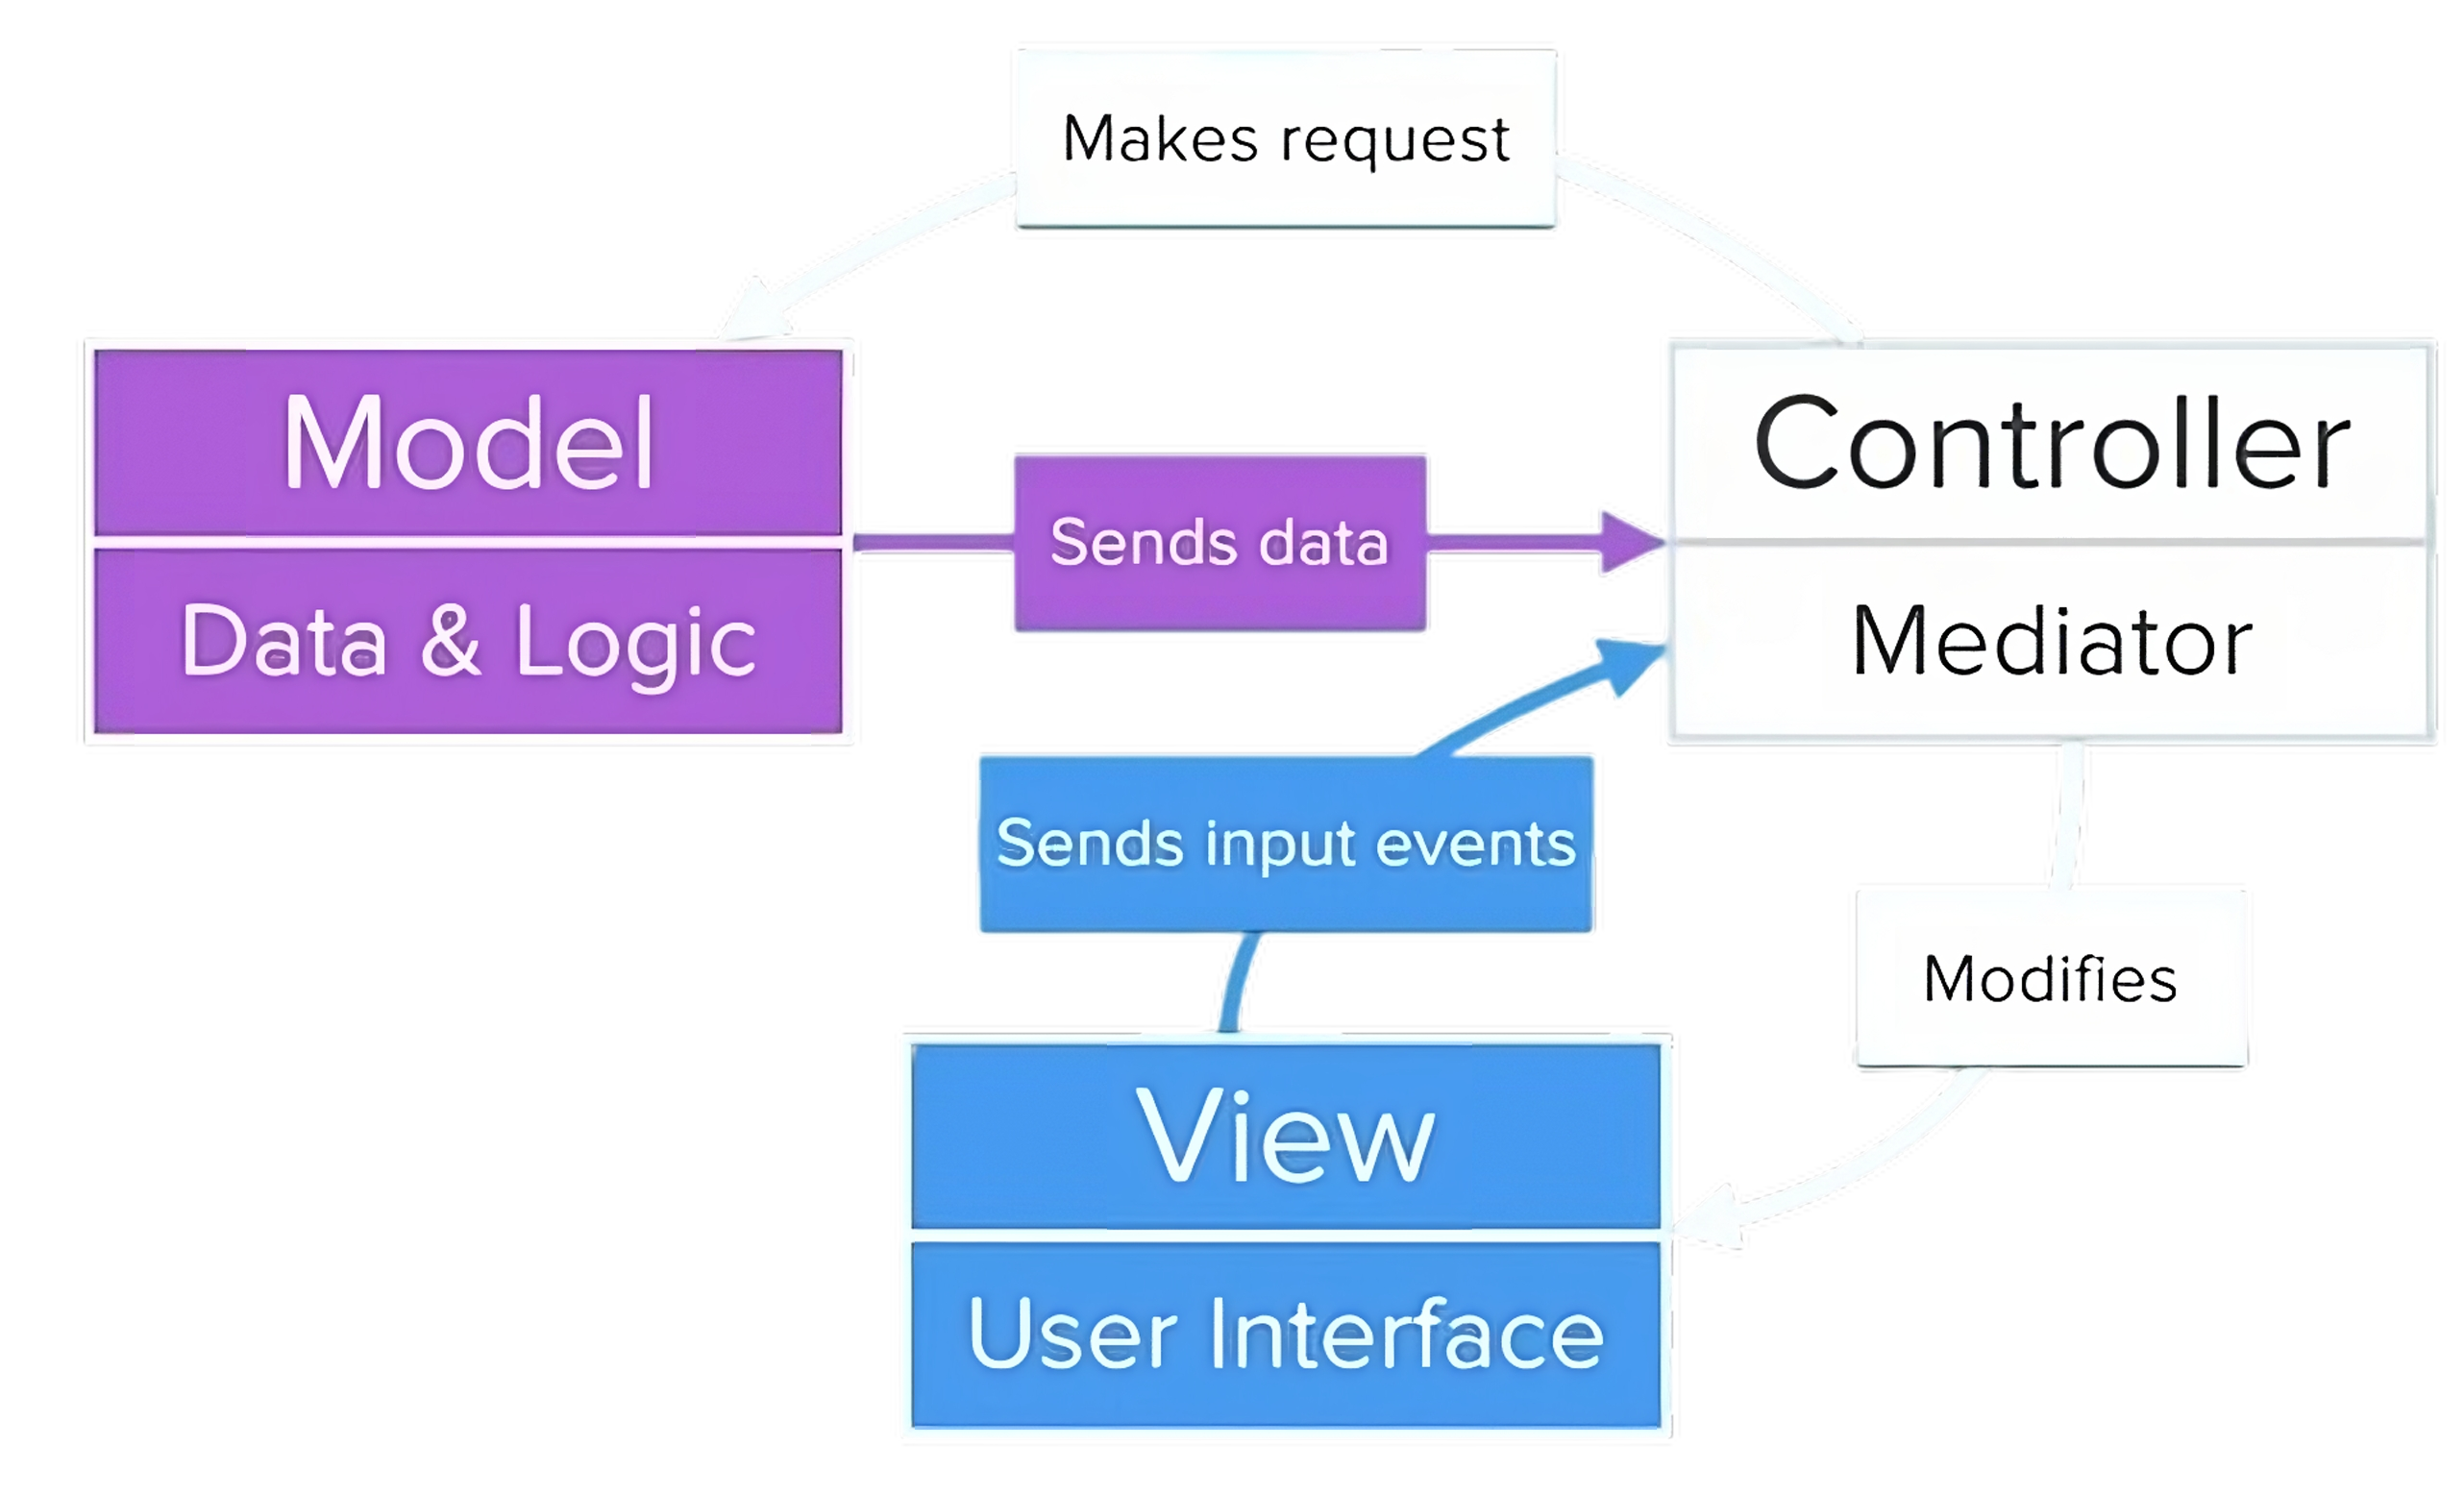 Makes request
Model
Data & Logic
Sends data
Controller
Mediator
Sends input events
Modifies
View
User Interface